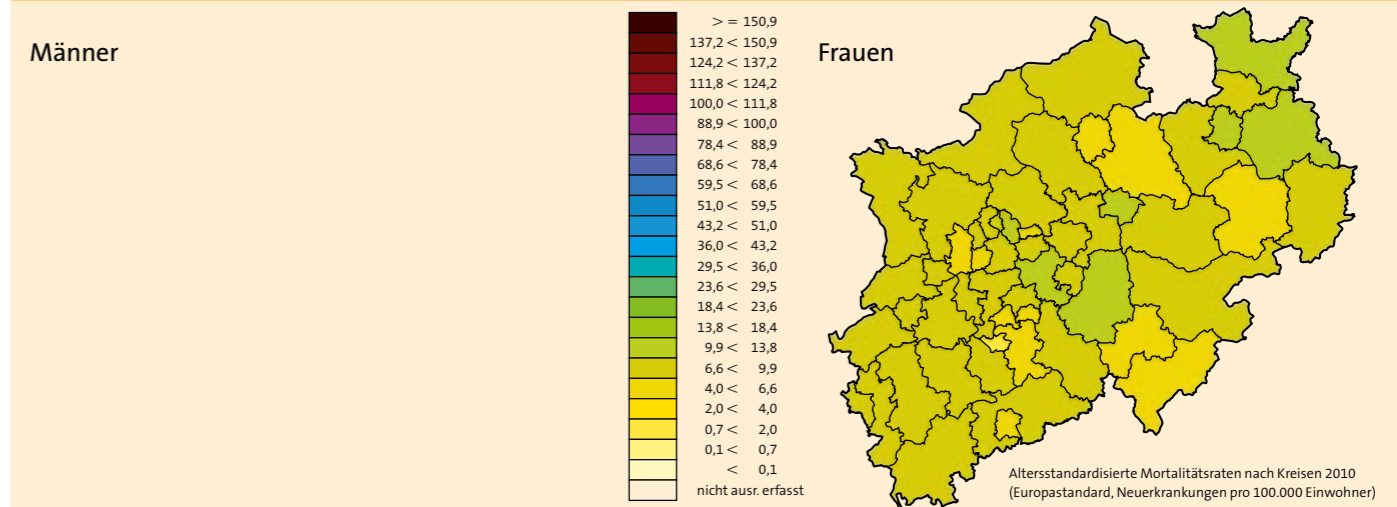 Männer
> = 150,9
137,2 < 150,9
124,2 < 137,2
111,8 < 124,2
100,0 < 111,8
88,9 < 100,0
78,4 < 88,9
68,6 < 78,4
59,5 < 68,6
51,0 < 59,5
43,2 < 51,0
36,0 < 43,2
29,5 < 36,0
23,6 < 29,5
18,4 < 23,6
13,8 < 18,4
9,9 < 13,8
6,6 < 9,9
4,0 < 6,6
2,0 < 4,0
0,7 < 2,0
0,1 < 0,7
< 0,1
nicht ausr. erfasst
Frauen
Altersstandardisierte Mortalitätsraten nach Kreisen 2010
(Europastandard, Neuerkrankungen pro 100.000 Einwohner)